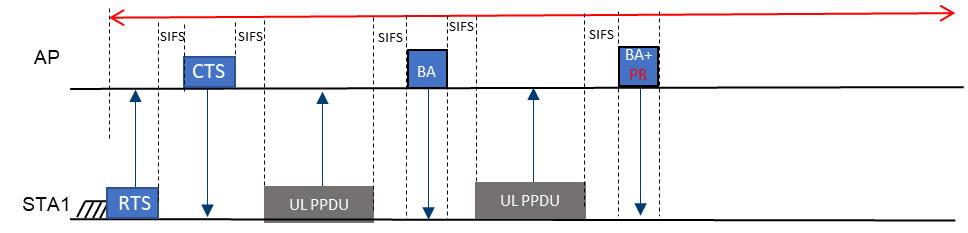 SIFS
SIFS
SIFS
SIFS
SIFS
AP
CTS
BA
BA+
PR
STA1
RTS
UL PPDU
UL PPDU